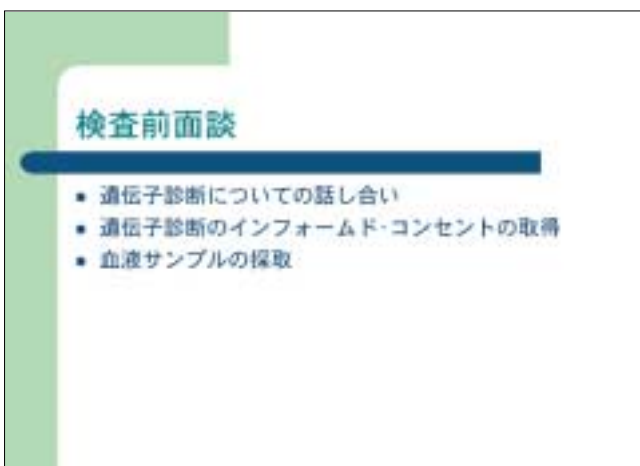 検査前面談
• 遺伝子診断についての話し合い
• 遺伝子診断のインフォームド·コンセントの取得
• 血液サンプルの採取